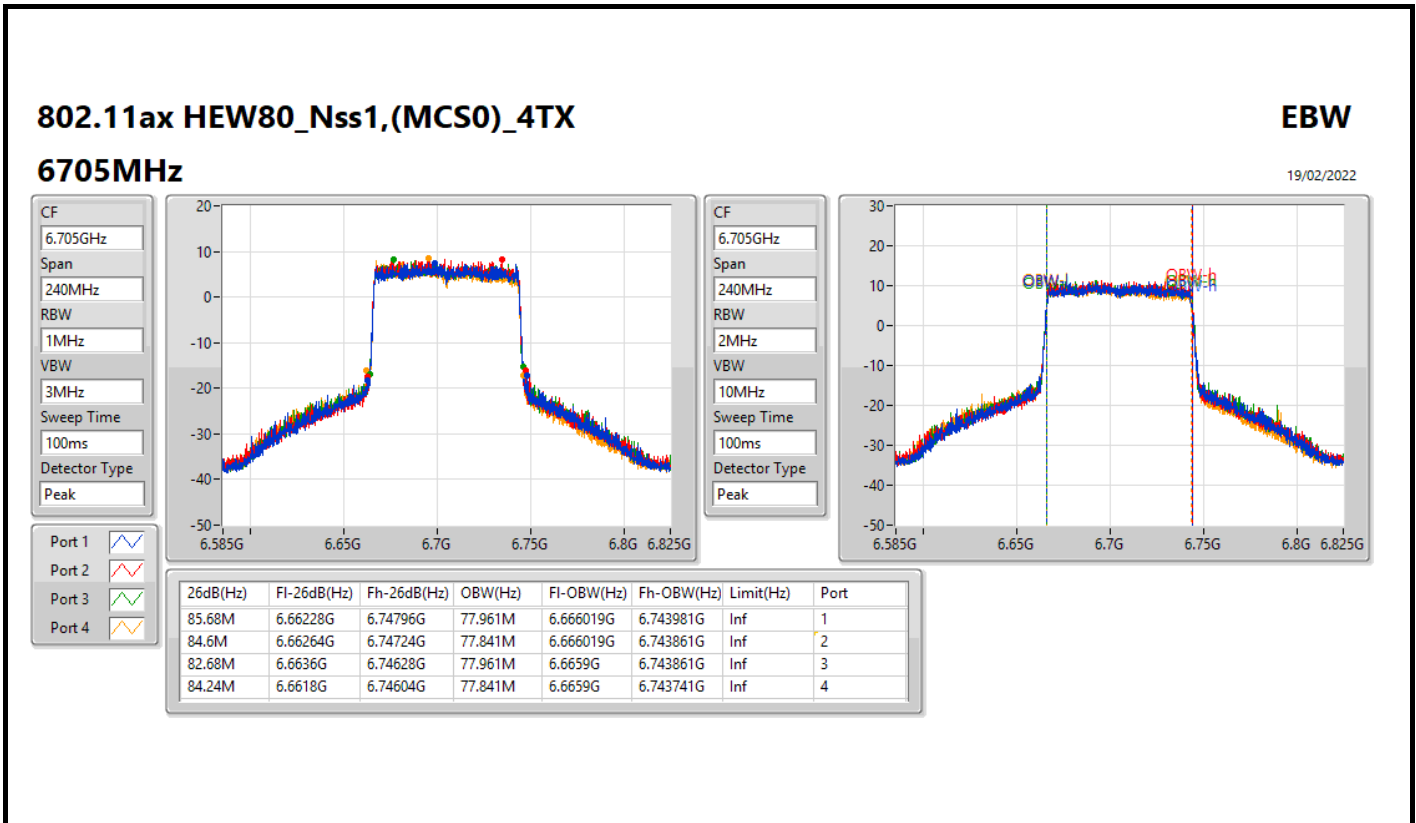 802.11ax HEW80_Nss1,(MCS0)_4TX
EBW
6705MHz
19/02/2022
CF
6.705GHz
Span
240MHz
RBW
1MHz
VBW
3MHz
Sweep Time
100ms
Detector Type
Peak
20
10
0
-10
-20
-30
-40
-50
6.585G 6.65G 6.7G 6.75G 6.8G 6.825G
CF
6.705GHz
Span
240MHz
RBW
2MHz
VBW
10MHz
Sweep Time
100ms
Detector Type
Peak
30
20
10
0
-10
-20
-30
-40
-50
OBW-l
OBW-h
6.585G 6.65G 6.7G 6.75G 6.8G 6.825G
Port 1
Port 2
Port 3
Port 4
26dB(Hz) Fl-26dB(Hz) Fh-26dB(Hz) OBW(Hz) Fl-OBW(Hz) Fh-OBW(Hz) Limit(Hz) Port
85.68M 6.66228G 6.74796G 77.961M 6.666019G 6.743981G Inf 1
84.6M 6.66264G 6.74724G 77.841M 6.666019G 6.743861G Inf 2
82.68M 6.6636G 6.74628G 77.961M 6.6659G 6.743861G Inf 3
84.24M 6.6618G 6.74604G 77.841M 6.6659G 6.743741G Inf 4